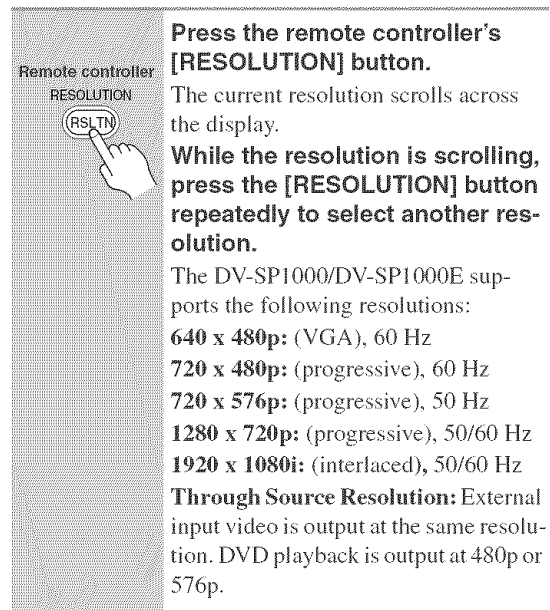 Remote controller
RESOLUTION
RSLTN
Press the remote controller's
[RESOLUTION] button.
The current resolution scrolls across
the display.
While the resolution is scrolling,
press the [RESOLUTION] button
repeatedly to select another res-
olution.
The DV-SP1000/DV-SP1000E sup-
ports the following resolutions:
640 x 480p: (VGA), 60 Hz
720 x 480p: (progressive), 60 Hz
720 x 576p: (progressive), 50 Hz
1280 x 720p: (progressive), 50/60 Hz
1920 x 1080i: (interlaced), 50/60 Hz
Through Source Resolution: External
input video is output at the same resolu-
tion. DVD playback is output at 480p or
576p.